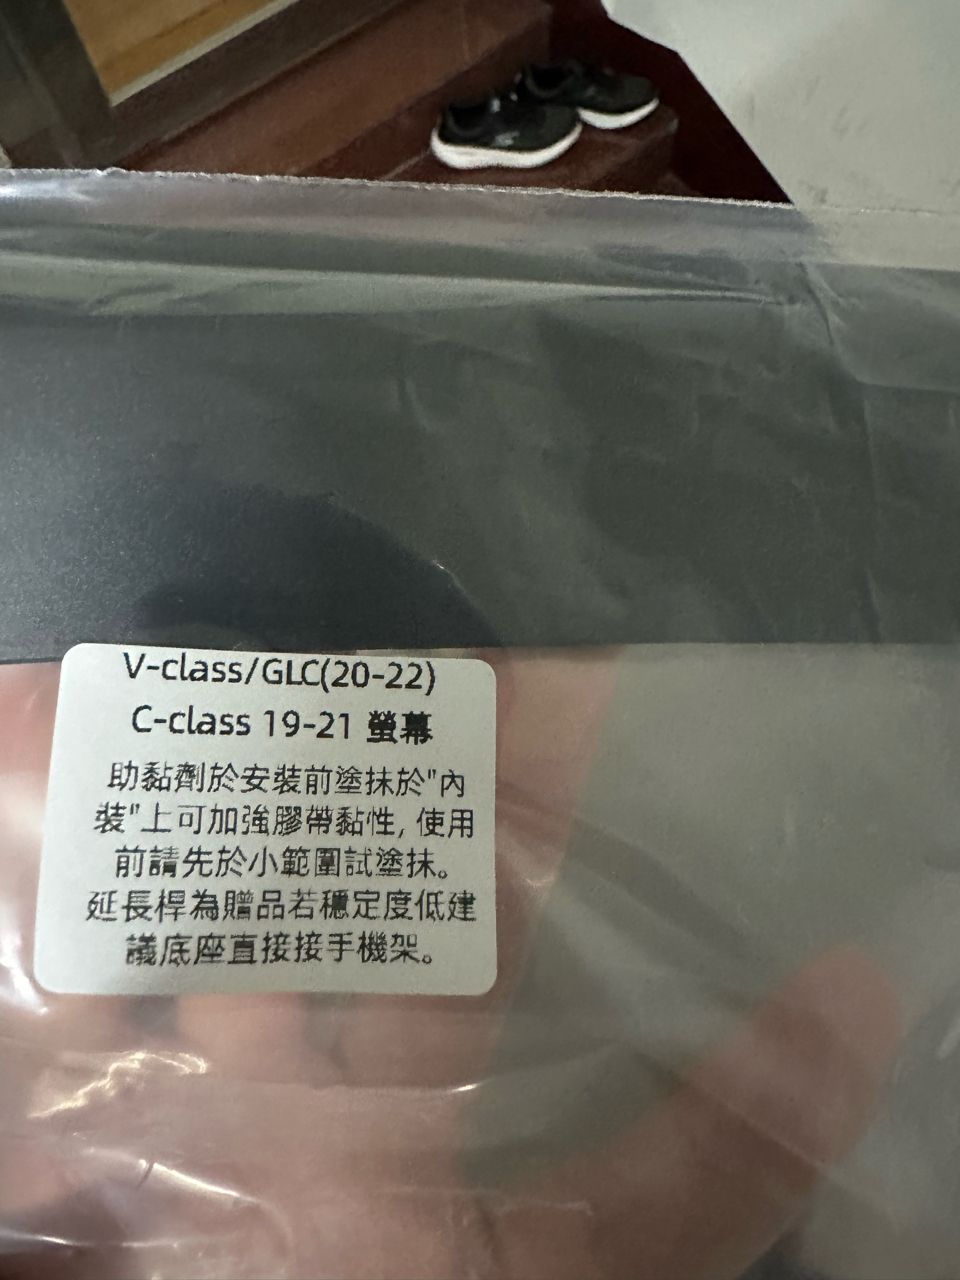 V-class/GLC(20-22)
C-class 19-21 螢幕
助黏劑於安裝前塗抹於"內
裝"上可加強膠帶黏性, 使用
前請先於小範圍試塗抹。
延長桿為贈品若穩定度低建
議底座直接接手機架。